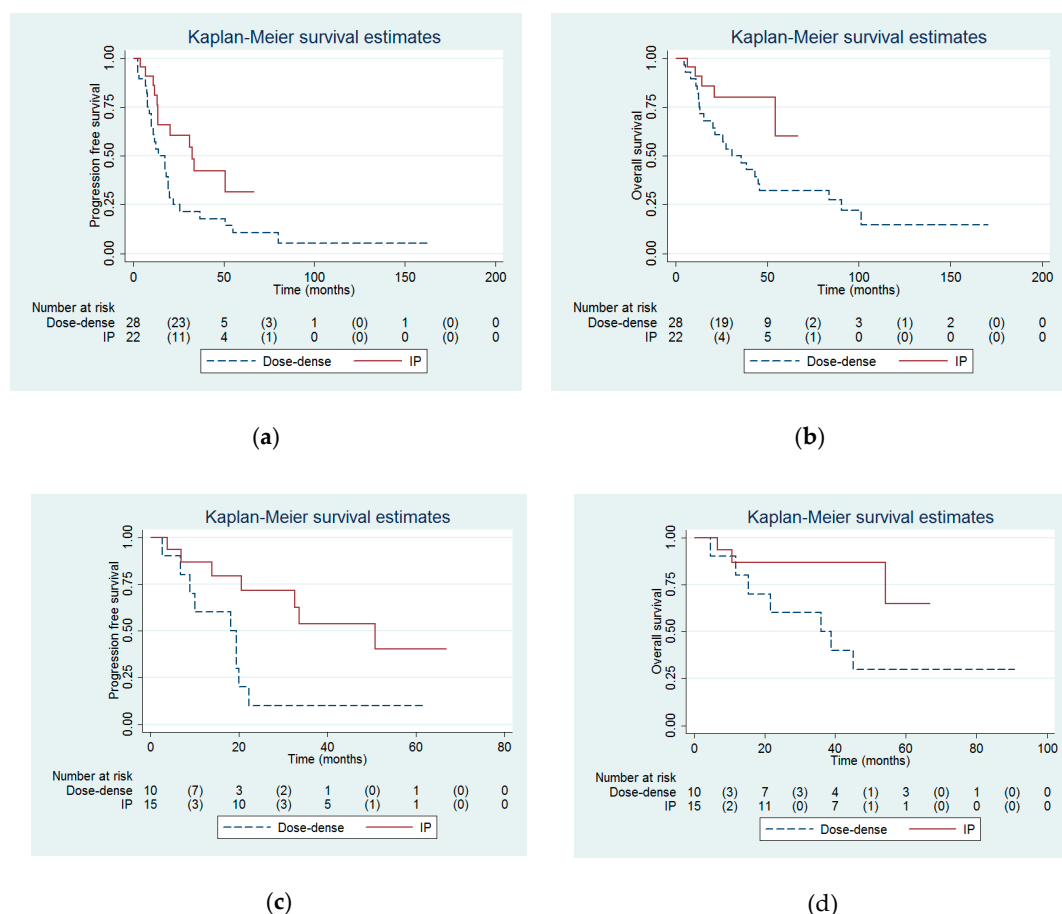 Kaplan-Meier survival estimates
Progression free survival
1.00
0.75
0.50
0.25
0.00
0 50 100 150 200
Time (months)
Number at risk
Dose-dense 28 (23) 5 (3) 1 (0) 1 (0) 0
IP 22 (11) 4 (1) 0 (0) 0 (0) 0
Dose-dense IP
(a)
Kaplan-Meier survival estimates
Overall survival
1.00
0.75
0.50
0.25
0.00
0 50 100 150 200
Time (months)
Number at risk
Dose-dense 28 (19) 9 (2) 3 (1) 2 (0) 0
IP 22 (4) 5 (1) 0 (0) 0 (0) 0
Dose-dense IP
(b)
Kaplan-Meier survival estimates
Progression free survival
1.00
0.75
0.50
0.25
0.00
0 20 40 60 80
Time (months)
Number at risk
Dose-dense 10 (7) 3 (2) 1 (0) 1 (0) 0
IP 15 (3) 10 (3) 5 (1) 1 (0) 0
Dose-dense IP
(c)
Kaplan-Meier survival estimates
Overall survival
1.00
0.75
0.50
0.25
0.00
0 20 40 60 80 100
Time (months)
Number at risk
Dose-dense 10 (3) 7 (3) 4 (1) 3 (0) 1 (0) 0
IP 15 (2) 11 (0) 7 (1) 1 (0) 0 (0) 0
Dose-dense IP
(d)